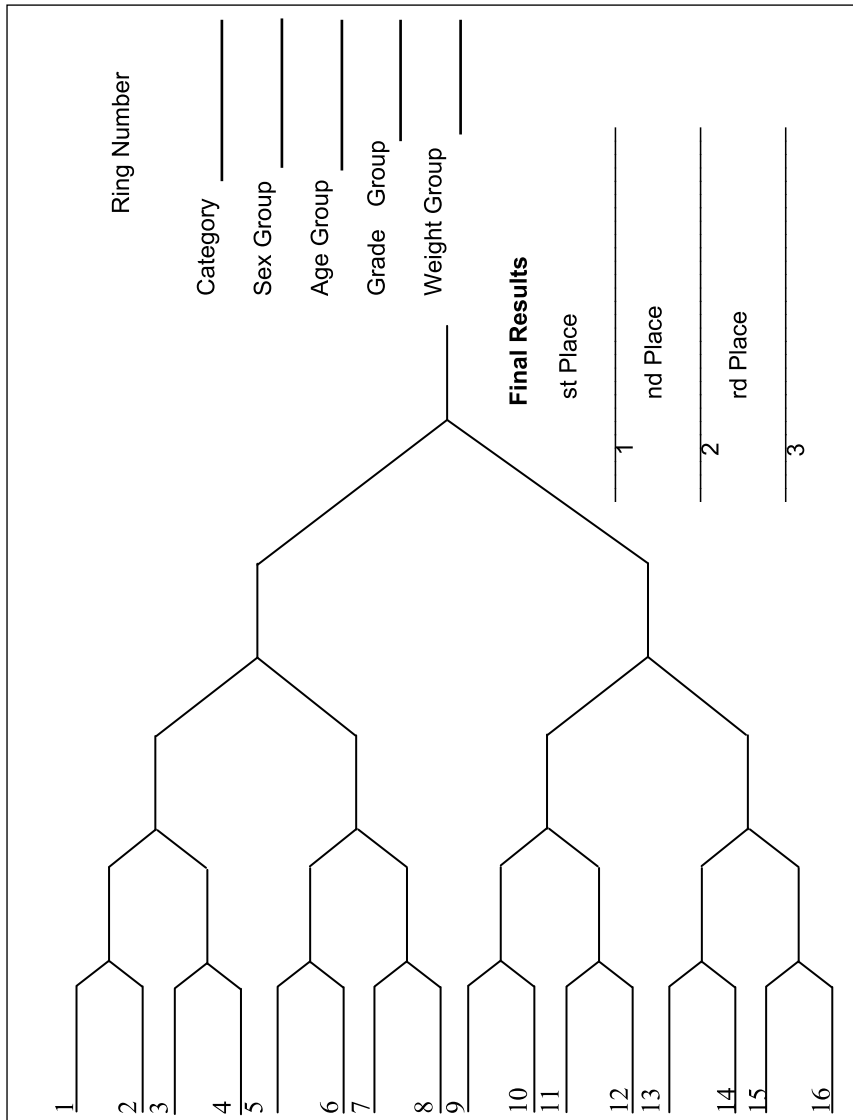 Ring Number
Category
Sex Group
Age Group
Grade Group
Weight Group
Final Results
1 st Place
2 nd Place
3 rd Place
1
2
3
4
5
6
7
8
9
10
11
12
13
14
15
16